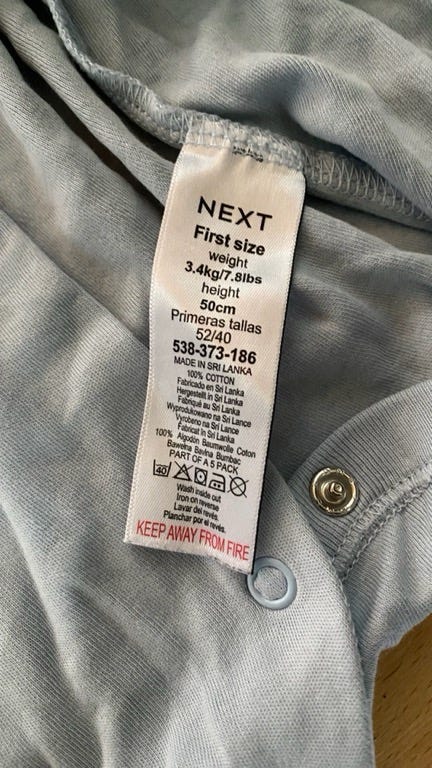 NEXT
First size
weight
3.4kg/7.8lbs
height
50cm
Primeras tallas
52/40
538-373-186
MADE IN SRI LANKA
100% COTTON
Fabricado en Sri Lanka
Hergestellt in Sri Lanka
Fabriqué au Sri Lanka
Wyprodukowano na Sri Lance
Vyrobeno na Sri Lance
Fabricat în Sri Lanka
100% Algodón Baumwolle Coton
Bawełna Bavlna Bumbac
PART OF A 5 PACK
40
Wash inside out
Iron on reverse
Lavar del revés.
Planchar por el revés.
KEEP AWAY FROM FIRE